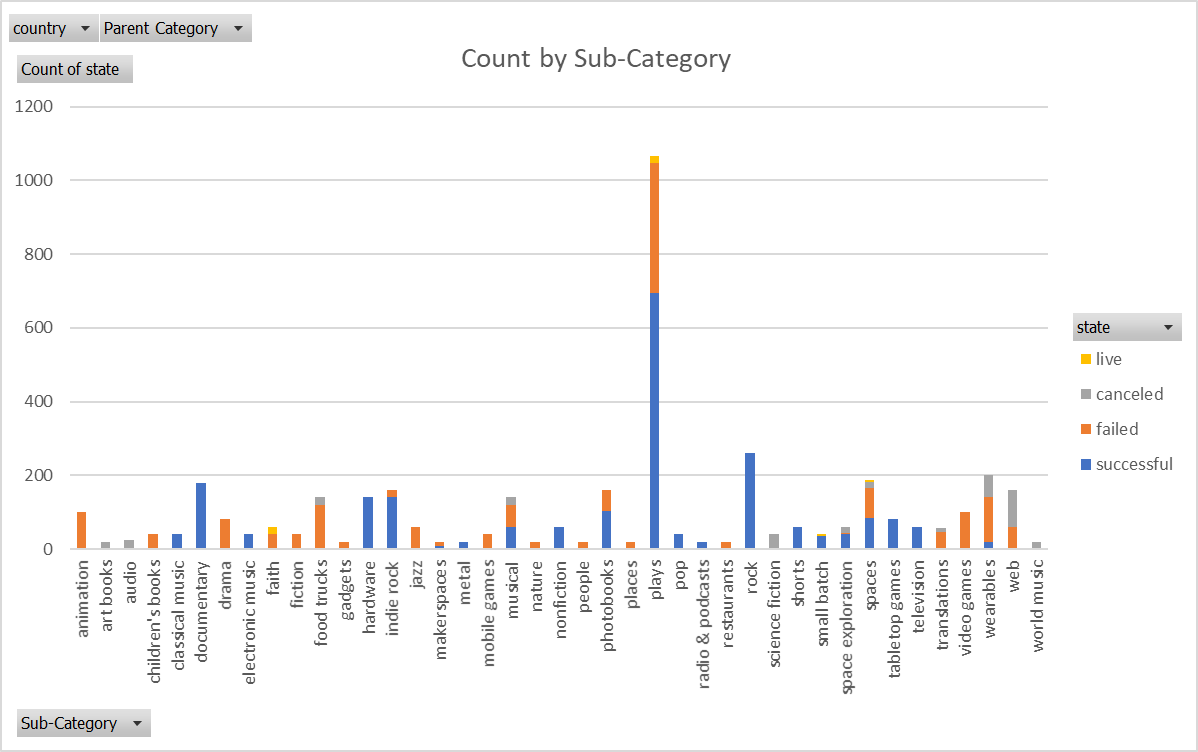 country
Parent Category
Count of state
Count by Sub-Category
1200
1000
800
600
400
200
0
animation
art books
audio
children's books
classical music
documentary
drama
electronic music
faith
fiction
food trucks
gadgets
hardware
indie rock
jazz
makerspaces
metal
mobile games
musical
nature
nonfiction
people
photobooks
places
plays
pop
radio & podcasts
restaurants
rock
science fiction
shorts
small batch
space exploration
spaces
tabletop games
television
translations
video games
wearables
web
world music
state
live
canceled
failed
successful
Sub-Category